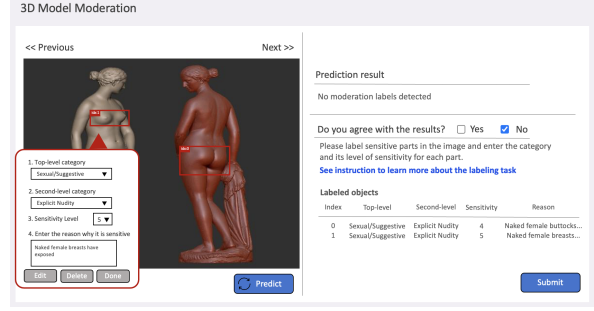 3D Model Moderation
<< Previous
Next >>
idx:1
idx:0
1. Top-level category
Sexual/Suggestive ▼
2. Second-level category
Explicit Nudity ▼
3. Sensitivity Level 5 ▼
4. Enter the reason why it is sensitive
Naked female breasts have
exposed
Edit Delete Done
Predict
Prediction result
No moderation labels detected
Do you agree with the results? Yes No
Please label sensitive parts in the image and enter the category
and its level of sensitivity for each part.
See instruction to learn more about the labeling task
Labeled objects
Index Top-level Second-level Sensitivity Reason
0 Sexual/Suggestive Explicit Nudity 4 Naked female buttocks...
1 Sexual/Suggestive Explicit Nudity 5 Naked female breasts...
Submit